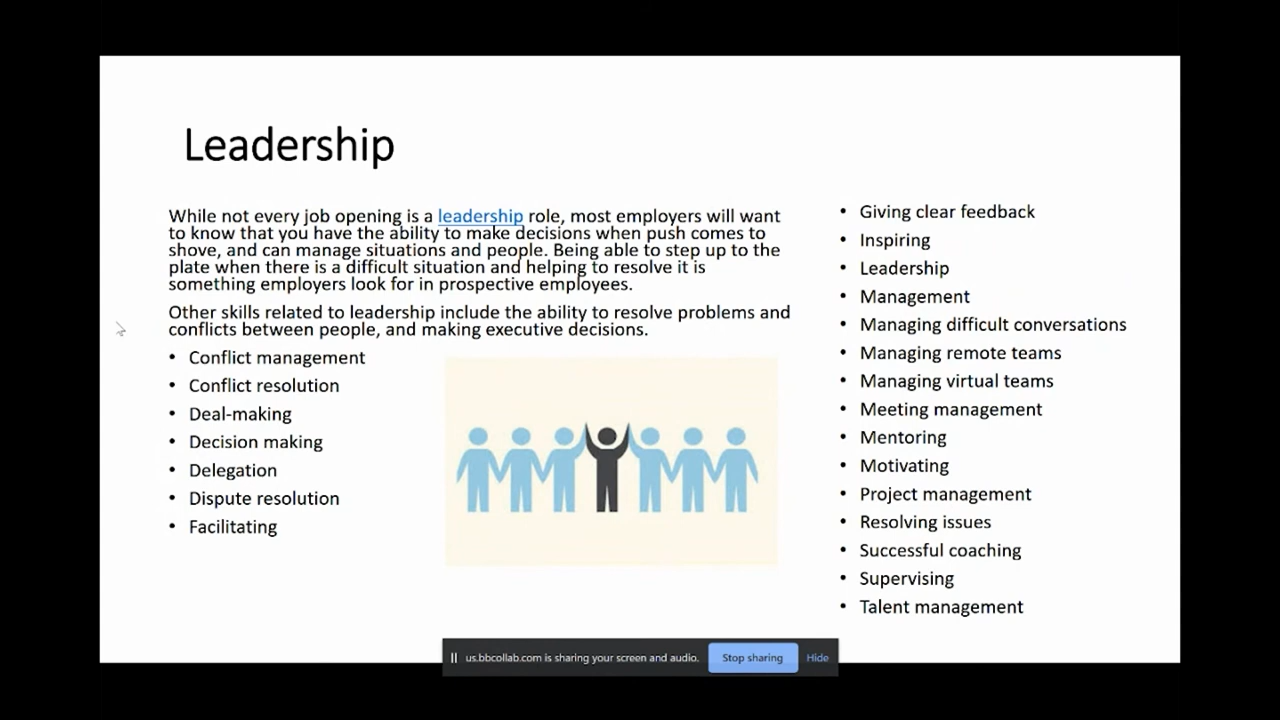 Leadership
While not every job opening is a leadership role, most employers will want
to know that you have the ability to make decisions when push comes to
shove, and can manage situations and people. Being able to step up to the
plate when there is a difficult situation and helping to resolve it is
something employers look for in prospective employees.
Other skills related to leadership include the ability to resolve problems and
conflicts between people, and making executive decisions.
• Conflict management
• Conflict resolution
• Deal-making
• Decision making
• Delegation
• Dispute resolution
• Facilitating
• Giving clear feedback
• Inspiring
• Leadership
• Management
• Managing difficult conversations
• Managing remote teams
• Managing virtual teams
• Meeting management
• Mentoring
• Motivating
• Project management
• Resolving issues
• Successful coaching
• Supervising
• Talent management
us.bbcollab.com is sharing your screen and audio. Stop sharing Hide